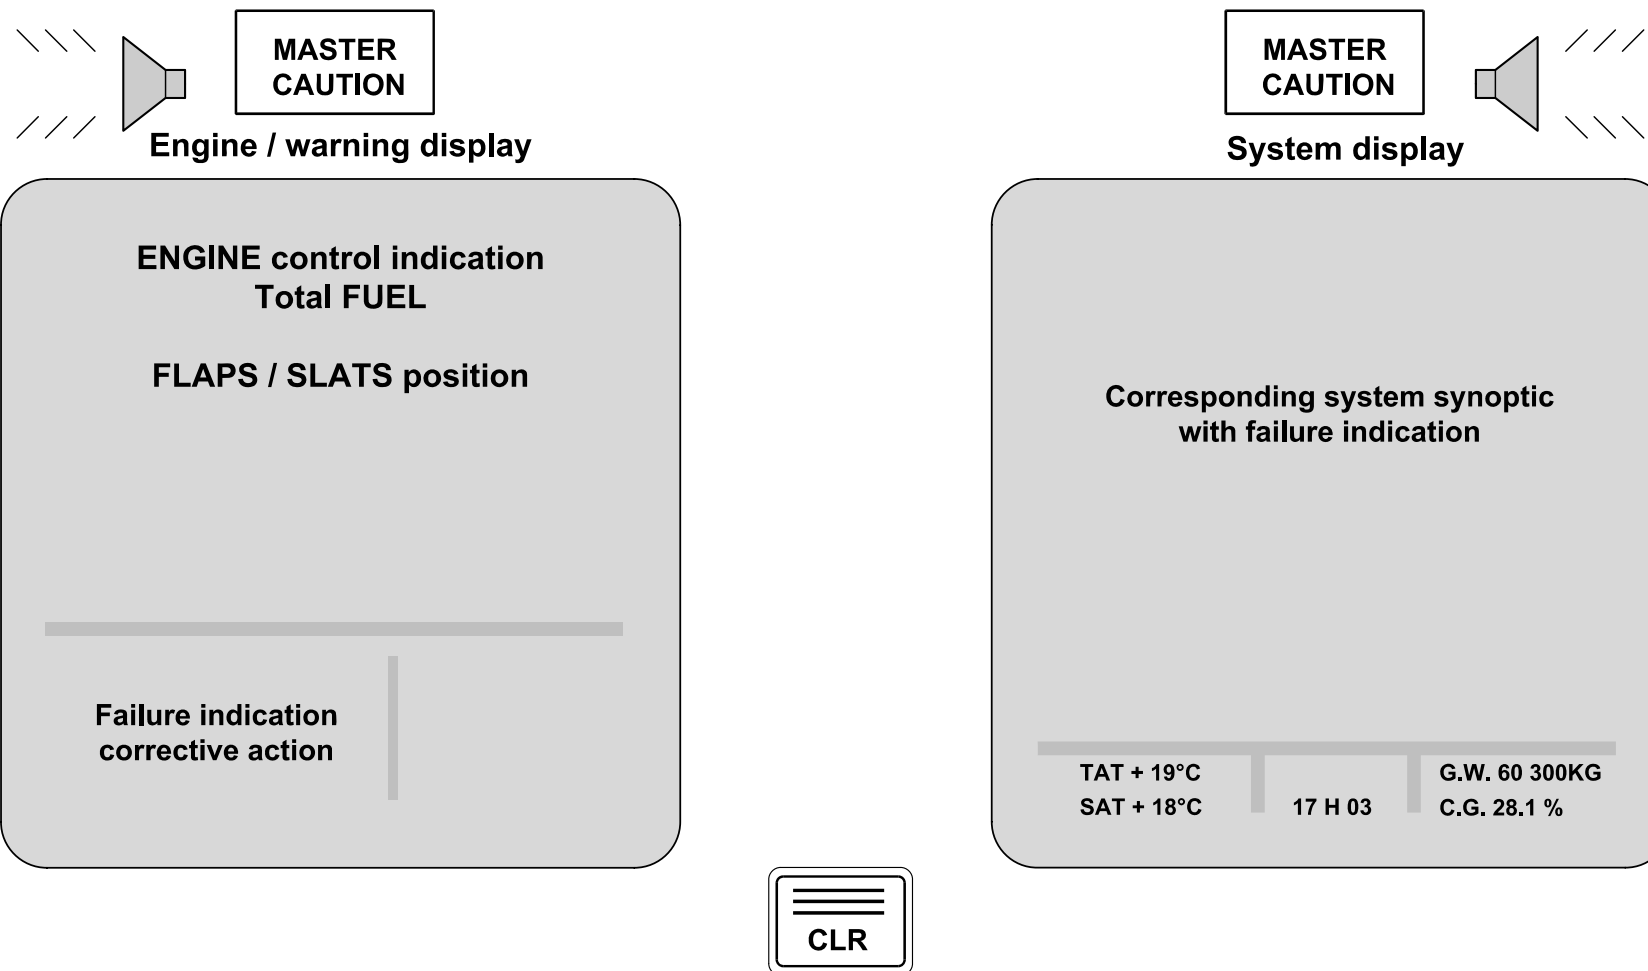 MASTER
CAUTION
Engine / warning display
ENGINE control indication
Total FUEL
FLAPS / SLATS position
Failure indication
corrective action
MASTER
CAUTION
System display
Corresponding system synoptic
with failure indication
TAT + 19°C
SAT + 18°C
17 H 03
G.W. 60 300KG
C.G. 28.1 %
CLR